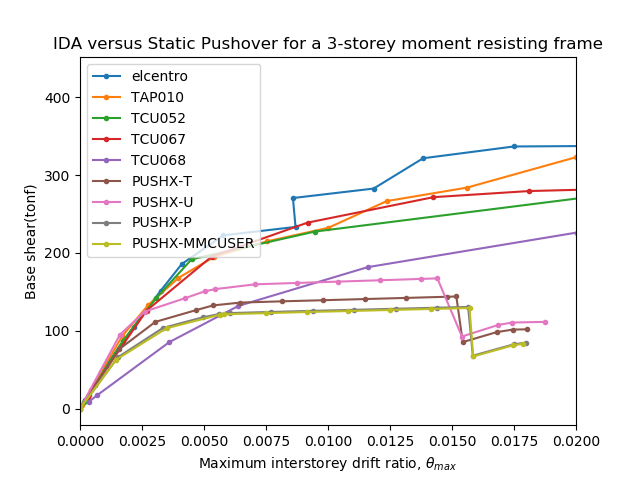 IDA versus Static Pushover for a 3-storey moment resisting frame
elcentro
TAP010
TCU052
TCU067
TCU068
PUSHX-T
PUSHX-U
PUSHX-P
PUSHX-MMCUSER
Base shear(tonf)
400
300
200
100
0
0.0000 0.0025 0.0050 0.0075 0.0100 0.0125 0.0150 0.0175 0.0200
Maximum interstorey drift ratio, θmax